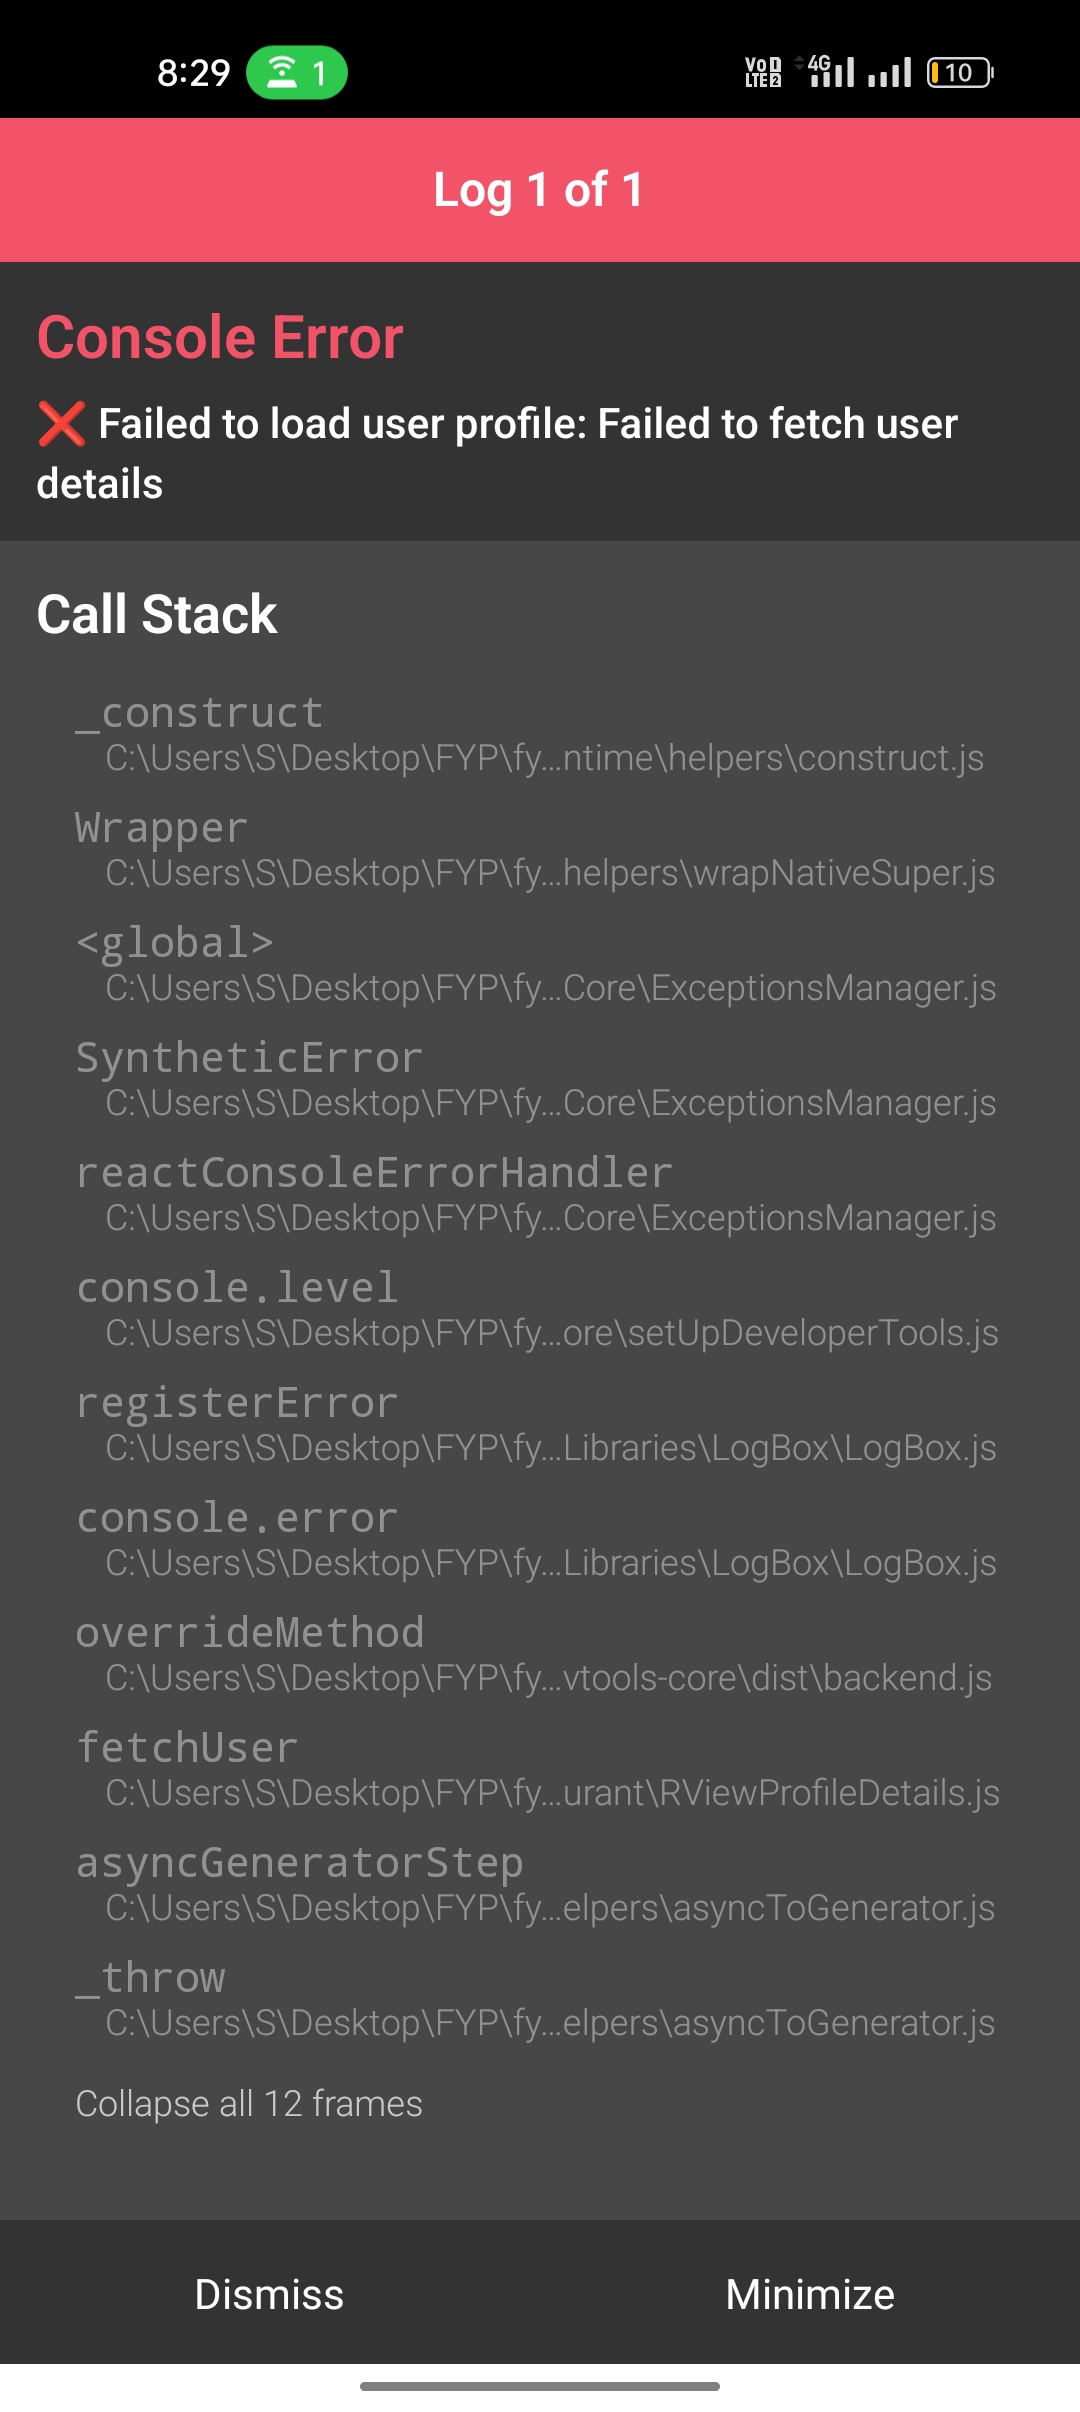 8:29
1
Vo 1
LTE 2
4G
10
Log 1 of 1
Console Error
❌ Failed to load user profile: Failed to fetch user
details
Call Stack
_construct
C:\Users\S\Desktop\FYP\fy...ntime\helpers\construct.js
Wrapper
C:\Users\S\Desktop\FYP\fy...helpers\wrapNativeSuper.js
<global>
C:\Users\S\Desktop\FYP\fy...Core\ExceptionsManager.js
SyntheticError
C:\Users\S\Desktop\FYP\fy...Core\ExceptionsManager.js
reactConsoleErrorHandler
C:\Users\S\Desktop\FYP\fy...Core\ExceptionsManager.js
console.level
C:\Users\S\Desktop\FYP\fy...ore\setUpDeveloperTools.js
registerError
C:\Users\S\Desktop\FYP\fy...Libraries\LogBox\LogBox.js
console.error
C:\Users\S\Desktop\FYP\fy...Libraries\LogBox\LogBox.js
overrideMethod
C:\Users\S\Desktop\FYP\fy...vtools-core\dist\backend.js
fetchUser
C:\Users\S\Desktop\FYP\fy...urant\RViewProfileDetails.js
asyncGeneratorStep
C:\Users\S\Desktop\FYP\fy...elpers\asyncToGenerator.js
_throw
C:\Users\S\Desktop\FYP\fy...elpers\asyncToGenerator.js
Collapse all 12 frames
Dismiss
Minimize